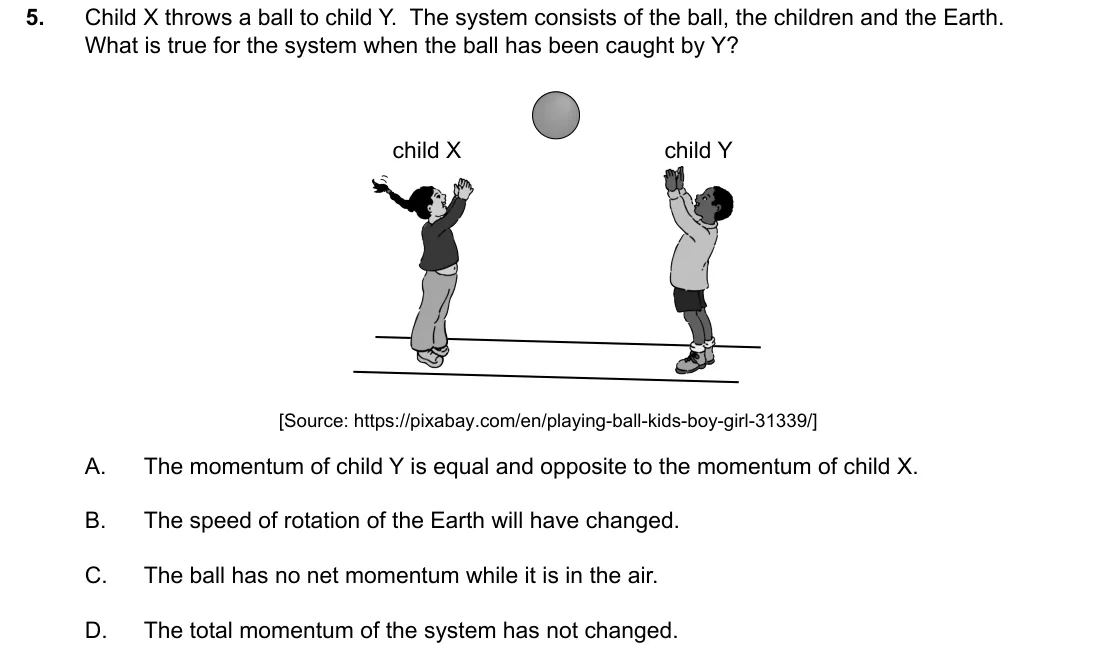 5. Child X throws a ball to child Y. The system consists of the ball, the children and the Earth.
What is true for the system when the ball has been caught by Y?
child X
child Y
[Source: https://pixabay.com/en/playing-ball-kids-boy-girl-31339/]
A. The momentum of child Y is equal and opposite to the momentum of child X.
B. The speed of rotation of the Earth will have changed.
C. The ball has no net momentum while it is in the air.
D. The total momentum of the system has not changed.